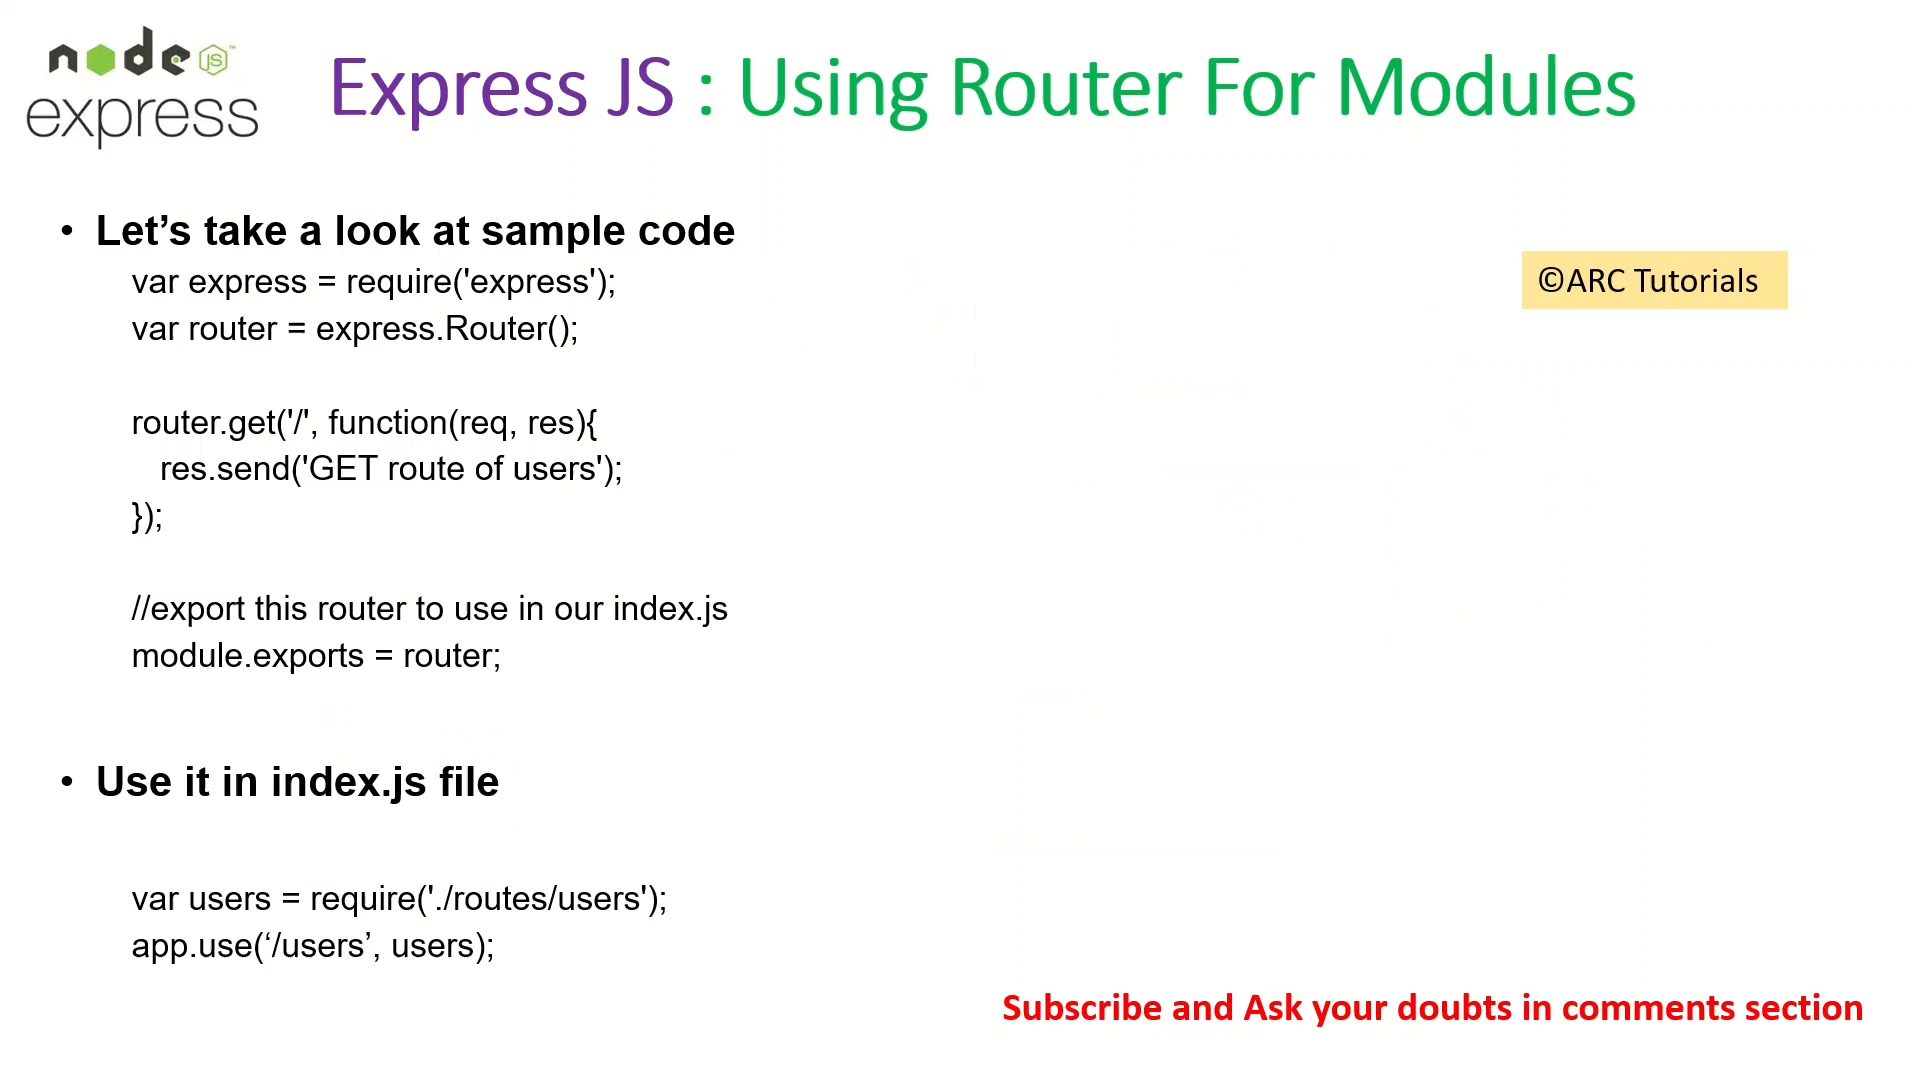 node JS ™
express
Express JS : Using Router For Modules
• Let’s take a look at sample code
var express = require('express');
var router = express.Router();
©ARC Tutorials
router.get('/', function(req, res){
res.send('GET route of users');
});
//export this router to use in our index.js
module.exports = router;
• Use it in index.js file
var users = require('./routes/users');
app.use(‘/users’, users);
Subscribe and Ask your doubts in comments section